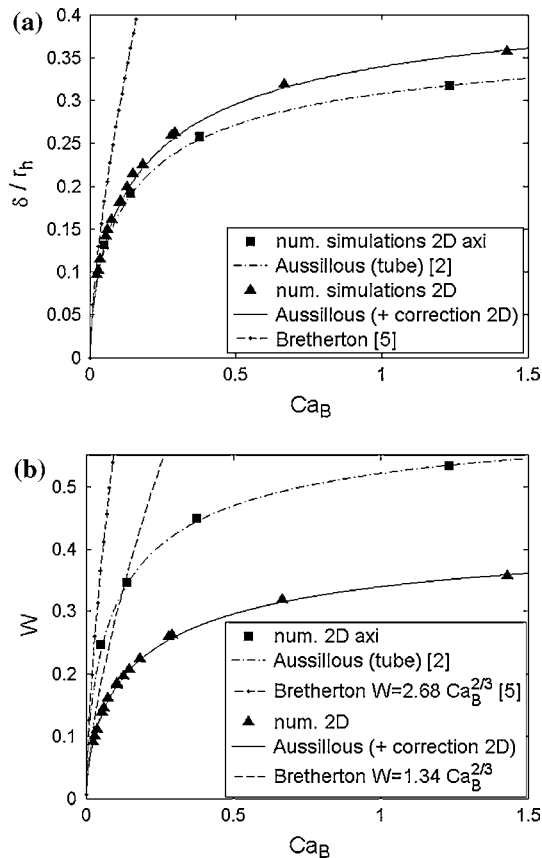 (a)
0.4
0.35
0.3
0.25
0.2
0.15
0.1
0.05
0
δ / r_h
num. simulations 2D axi
Aussillous (tube) [2]
num. simulations 2D
Aussillous (+ correction 2D)
Bretherton [5]
0 0.5 1 1.5
Ca_B
(b)
0.5
0.4
0.3
0.2
0.1
0
W
num. 2D axi
Aussillous (tube) [2]
Bretherton W=2.68 Ca_B^2/3 [5]
num. 2D
Aussillous (+ correction 2D)
Bretherton W=1.34 Ca_B^2/3
0 0.5 1 1.5
Ca_B